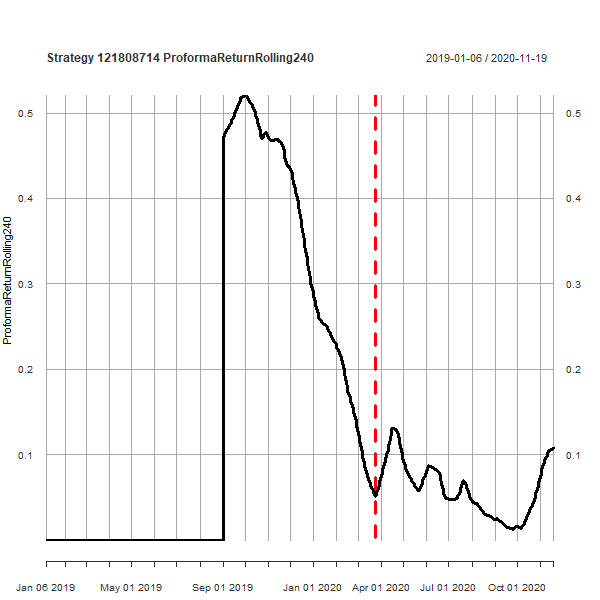 Strategy 121808714 ProformaReturnRolling240
2019-01-06 / 2020-11-19
ProformaReturnRolling240
0.5 0.5
0.4 0.4
0.3 0.3
0.2 0.2
0.1 0.1
Jan 06 2019 May 01 2019 Sep 01 2019 Jan 01 2020 Apr 01 2020 Jul 01 2020 Oct 01 2020